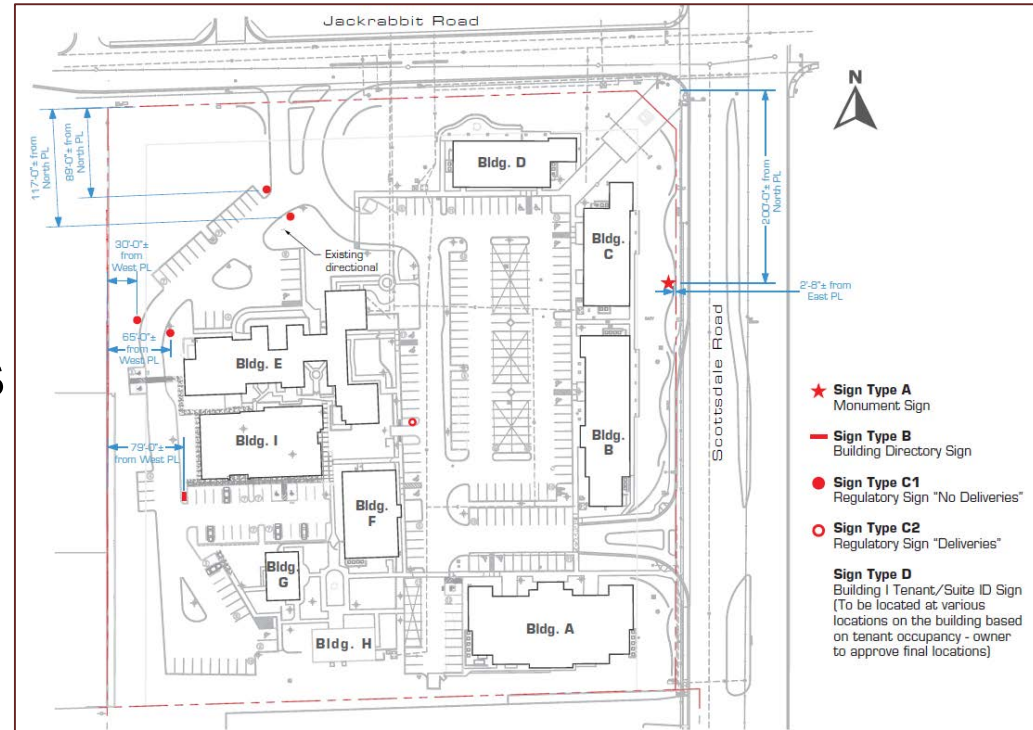 Jackrabbit Road
N
117'-0"± from
North PL
89'-0"± from
North PL
200'-0"± from
North PL
Bldg. D
Bldg.
C
Existing
directional
30'-0"±
from
West PL
2'-8"± from
East PL
65'-0"±
from
West PL
Bldg. E
Scottsdale Road
Bldg. I
Bldg.
B
79'-0"±
from West PL
Bldg.
F
Bldg.
G
Bldg. H
Bldg. A
S
Sign Type A
Monument Sign
Sign Type B
Building Directory Sign
Sign Type C1
Regulatory Sign "No Deliveries"
Sign Type C2
Regulatory Sign "Deliveries"
Sign Type D
Building I Tenant/Suite ID Sign
(To be located at various
locations on the building based
on tenant occupancy - owner
to approve final locations)